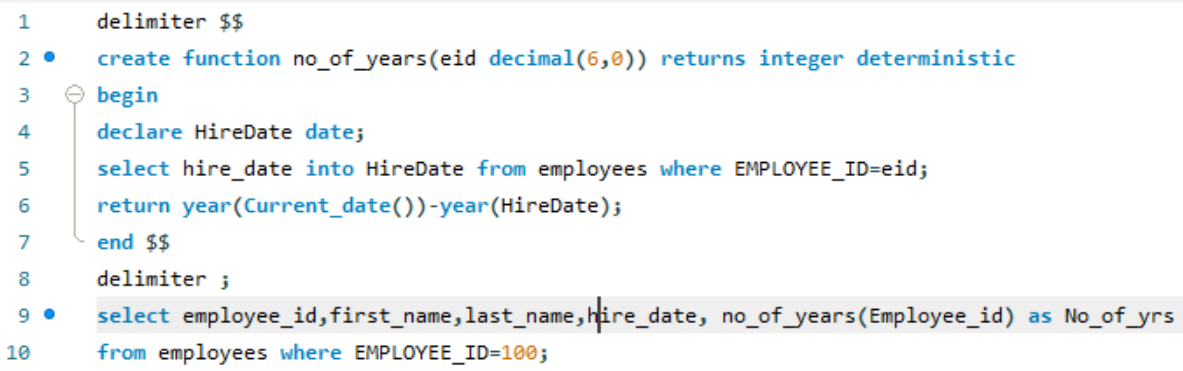 1 delimiter $$
2 create function no_of_years(eid decimal(6,0)) returns integer deterministic
3 begin
4 declare HireDate date;
5 select hire_date into HireDate from employees where EMPLOYEE_ID=eid;
6 return year(Current_date())-year(HireDate);
7 end $$
8 delimiter ;
9 select employee_id,first_name,last_name,hire_date, no_of_years(Employee_id) as No_of_yrs
10 from employees where EMPLOYEE_ID=100;